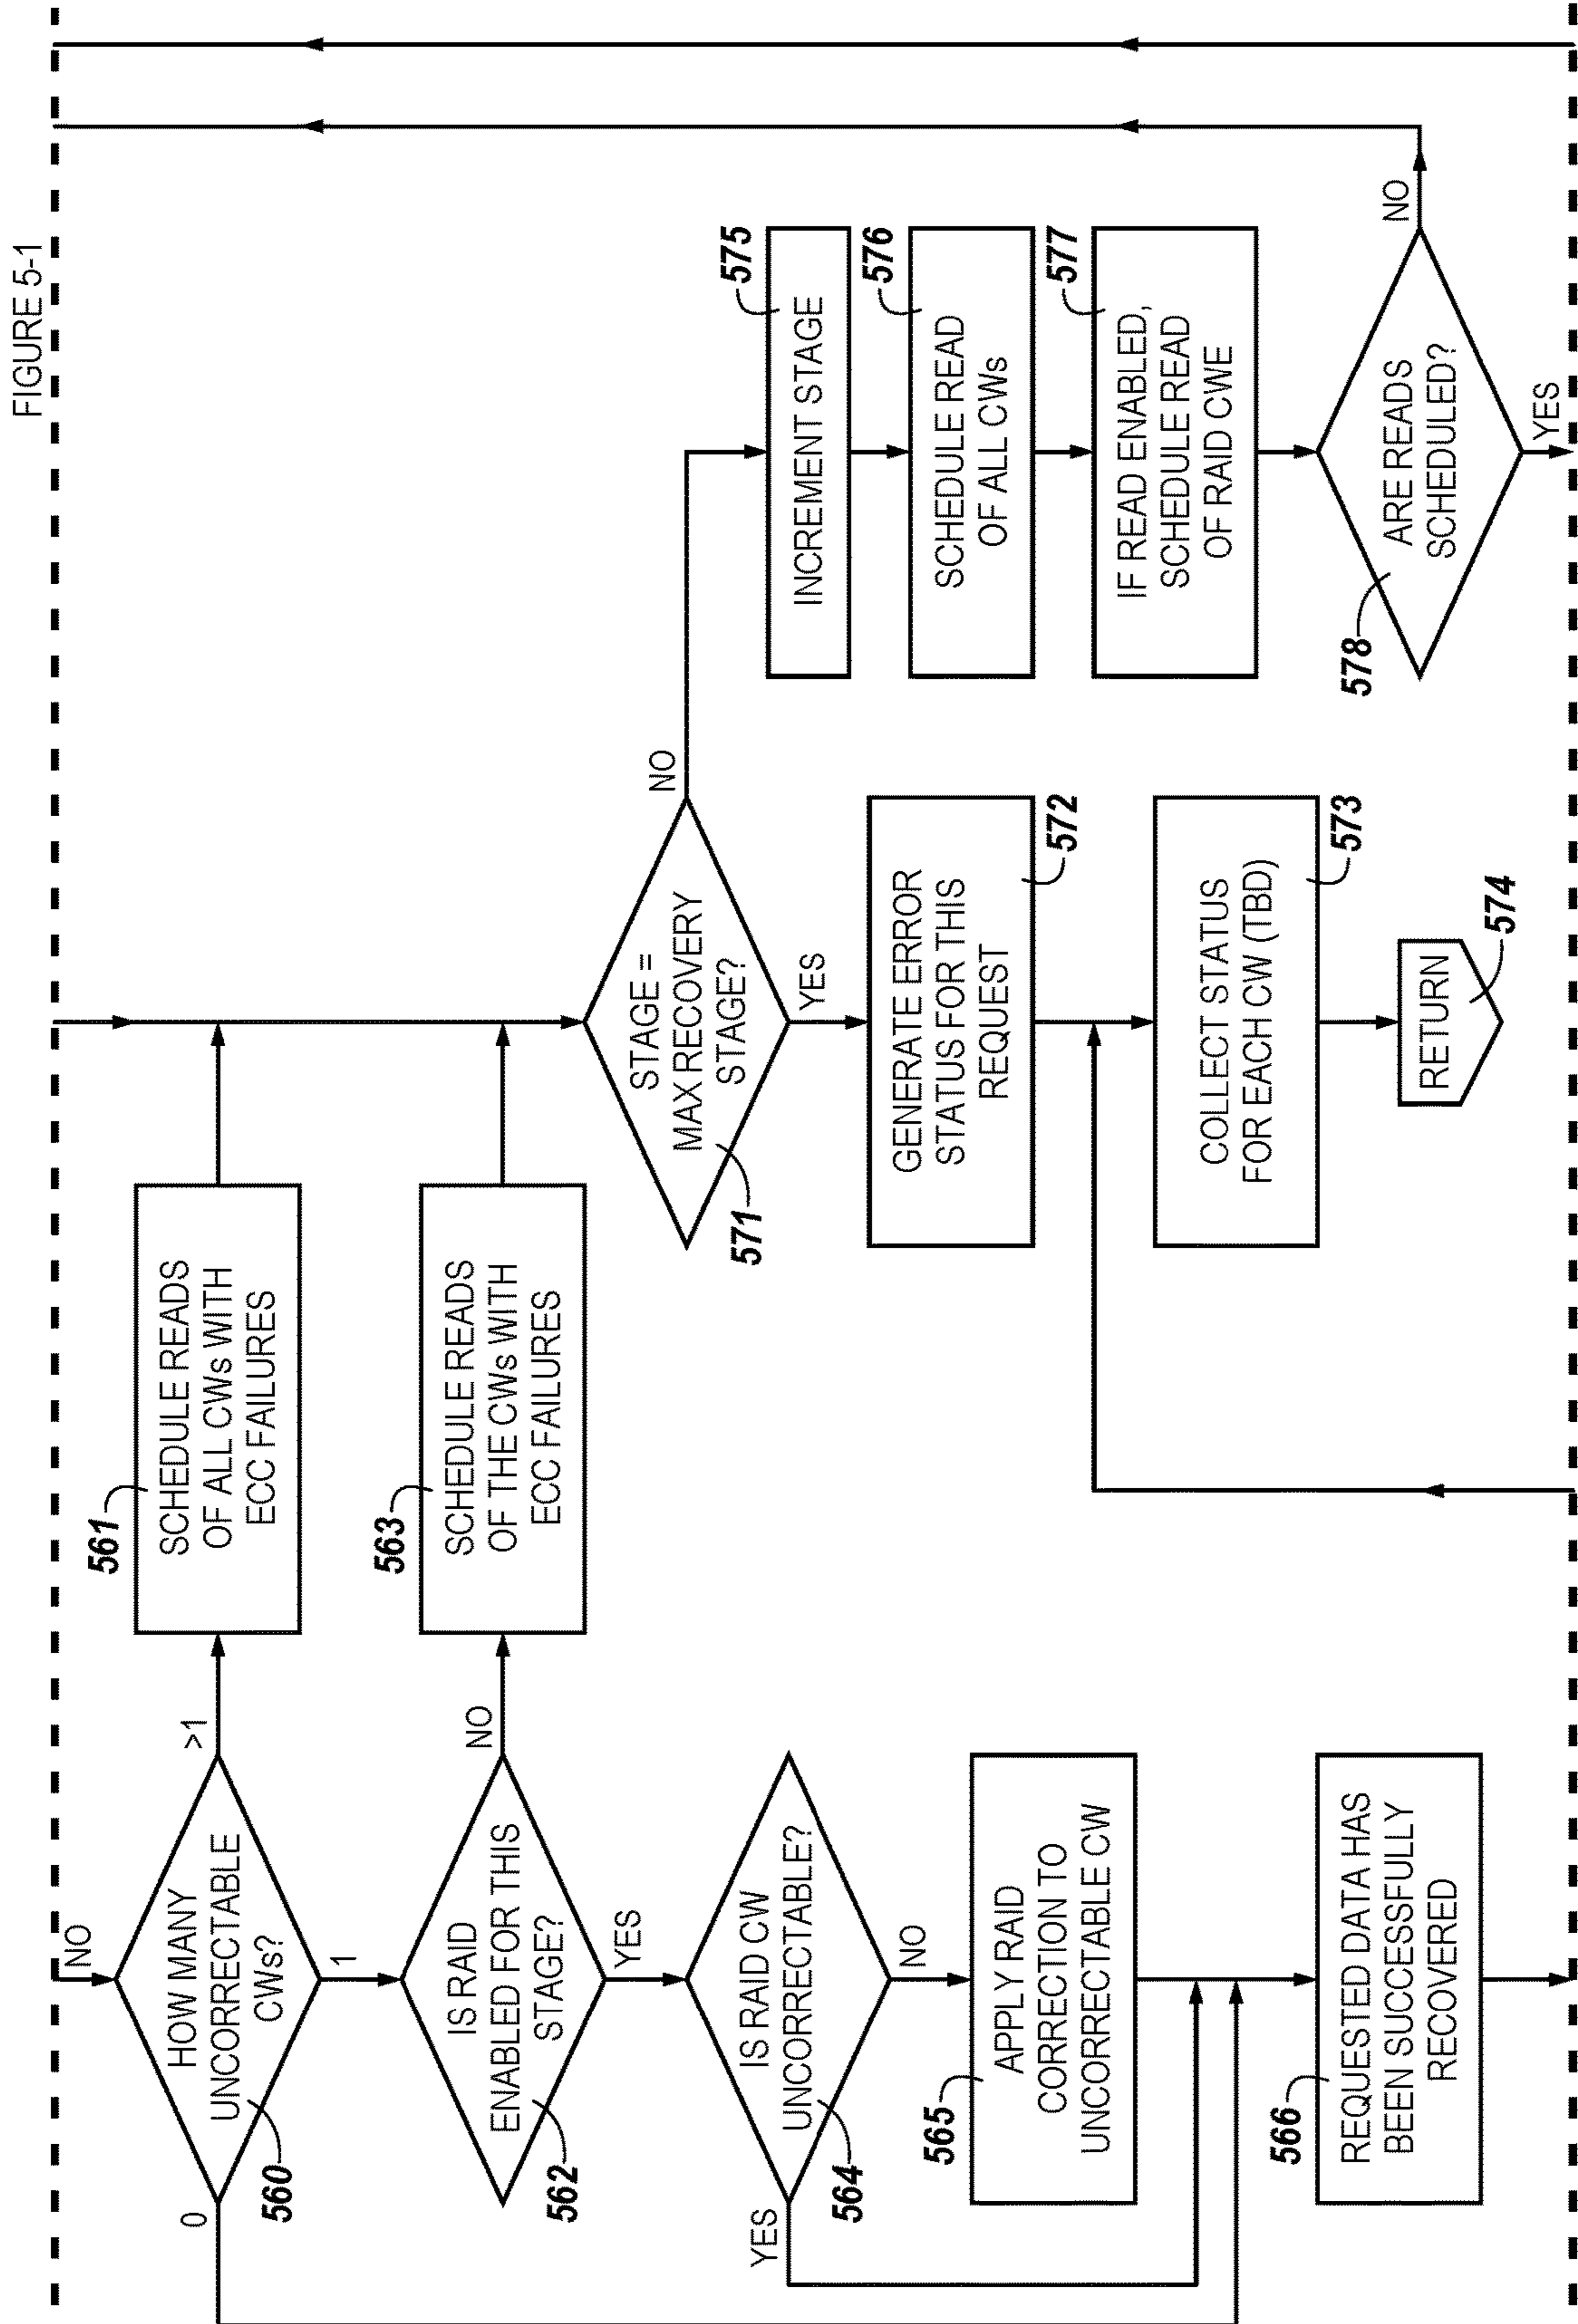 FIGURE 5-1
NO
HOW MANY
UNCORRECTABLE
CWs?
560
0
>1
1
561
SCHEDULE READS
OF ALL CWs WITH
ECC FAILURES
IS RAID
ENABLED FOR THIS
STAGE?
562
NO
YES
563
SCHEDULE READS
OF THE CWs WITH
ECC FAILURES
IS RAID CW
UNCORRECTABLE?
564
YES
NO
565
APPLY RAID
CORRECTION TO
UNCORRECTABLE CW
566
REQUESTED DATA HAS
BEEN SUCCESSFULLY
RECOVERED
STAGE =
MAX RECOVERY
STAGE?
571
NO
YES
GENERATE ERROR
STATUS FOR THIS
REQUEST
572
COLLECT STATUS
FOR EACH CW (TBD)
573
RETURN
574
INCREMENT STAGE
575
SCHEDULE READ
OF ALL CWs
576
IF READ ENABLED,
SCHEDULE READ
OF RAID CWE
577
ARE READS
SCHEDULED?
578
NO
YES